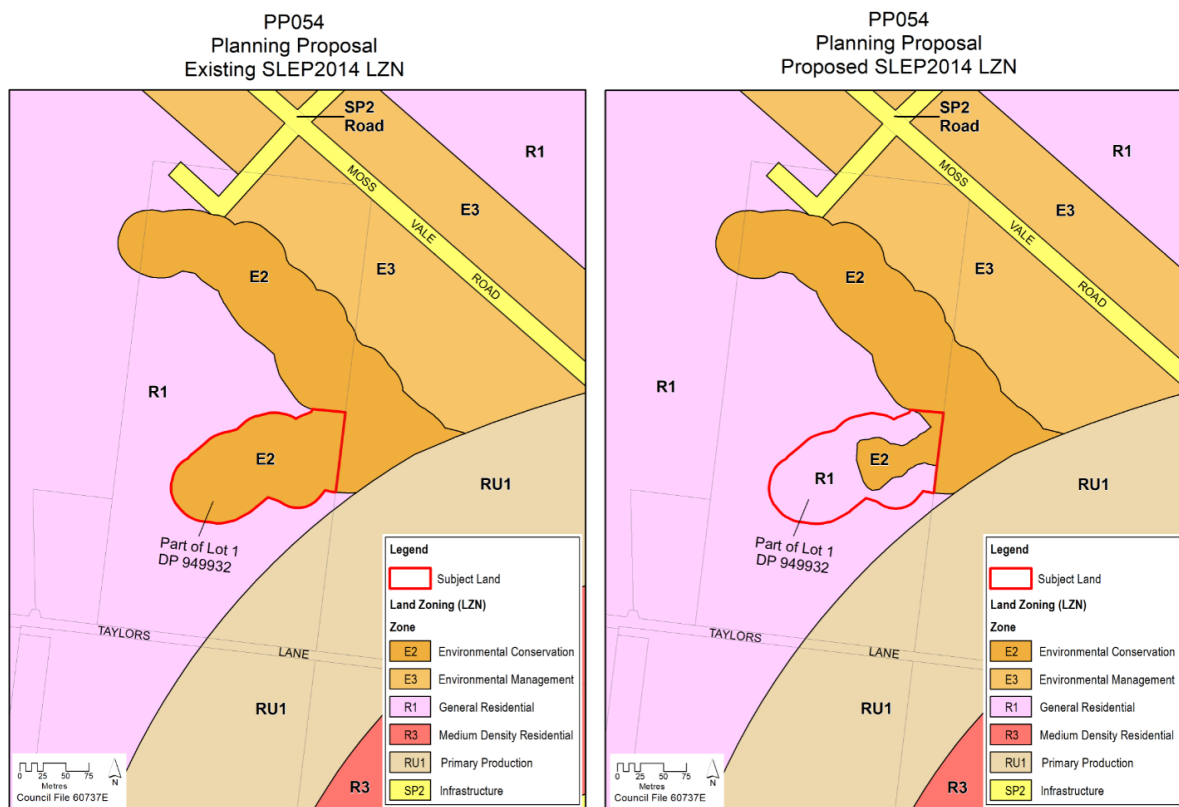 PP054
Planning Proposal
Existing SLEP2014 LZN
SP2
Road
R1
MOSS
E3
VALE
E2
E3
ROAD
R1
E2
RU1
Part of Lot 1
DP 949932
TAYLORS
LANE
RU1
R3
Legend
Subject Land
Land Zoning (LZN)
Zone
E2 Environmental Conservation
E3 Environmental Management
R1 General Residential
R3 Medium Density Residential
RU1 Primary Production
SP2 Infrastructure
0 25 50 75
Metres
N
Council File 60737E
PP054
Planning Proposal
Proposed SLEP2014 LZN
SP2
Road
R1
MOSS
E3
VALE
E2
E3
ROAD
R1
E2
R1
RU1
Part of Lot 1
DP 949932
TAYLORS
LANE
RU1
R3
Legend
Subject Land
Land Zoning (LZN)
Zone
E2 Environmental Conservation
E3 Environmental Management
R1 General Residential
R3 Medium Density Residential
RU1 Primary Production
SP2 Infrastructure
0 25 50 75
Metres
N
Council File 60737E